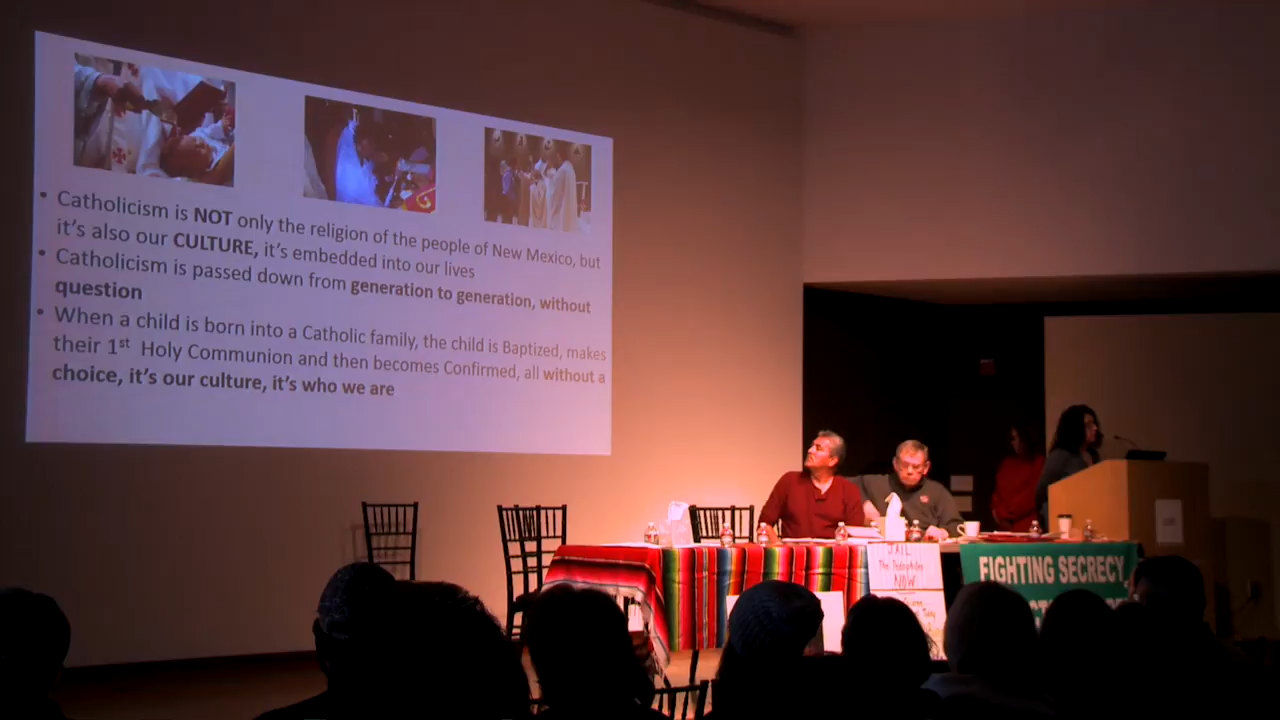 • Catholicism is NOT only the religion of the people of New Mexico, but
it's also our CULTURE, it's embedded into our lives
• Catholicism is passed down from generation to generation, without
question
• When a child is born into a Catholic family, the child is Baptized, makes
their 1st Holy Communion and then becomes Confirmed, all without a
choice, it's our culture, it's who we are
JAIL
The Pedophiles
NOW
FIGHTING SECRECY,